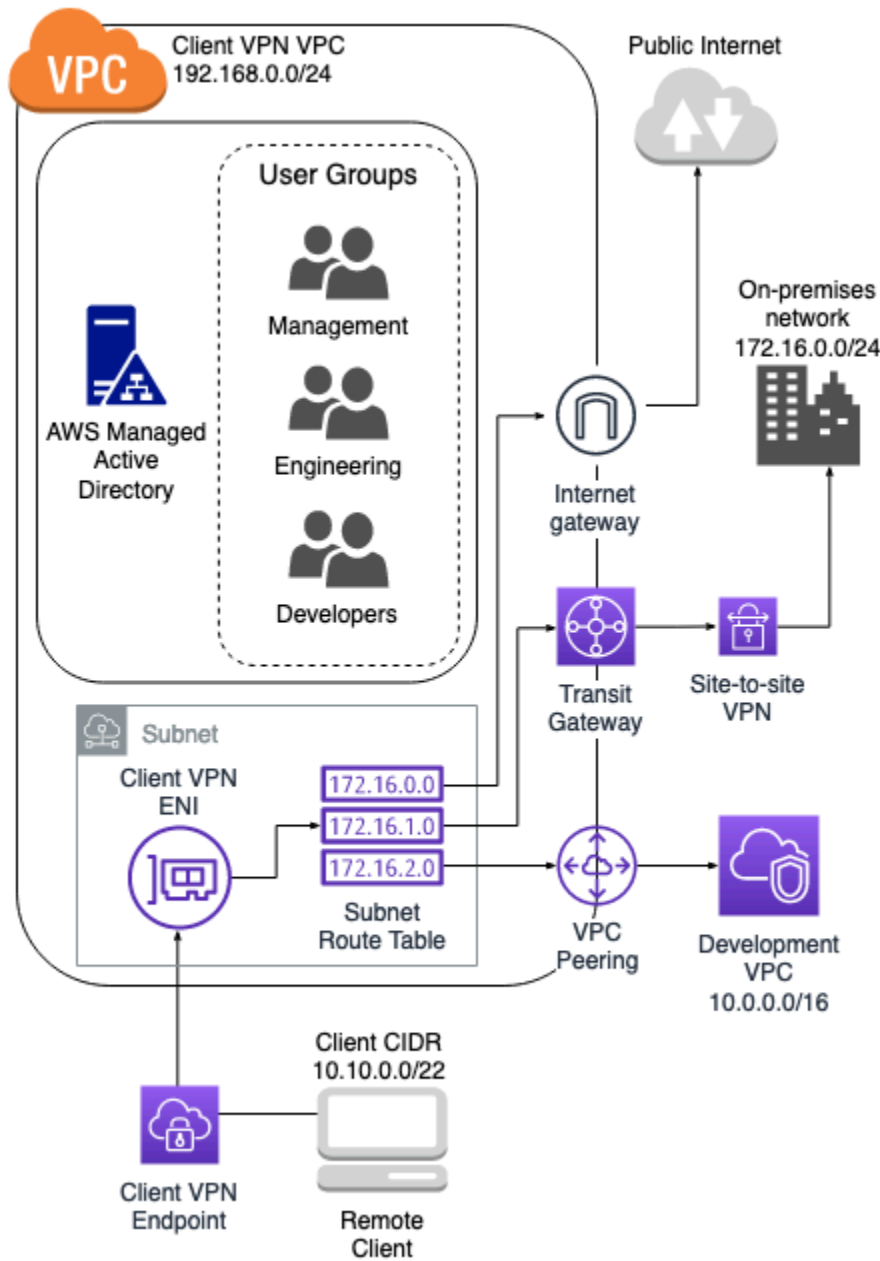 VPC
Client VPN VPC
192.168.0.0/24
Public Internet
User Groups
Management
Engineering
Developers
AWS Managed
Active
Directory
On-premises
network
172.16.0.0/24
Internet
gateway
Transit
Gateway
Site-to-site
VPN
Subnet
Client VPN
ENI
172.16.0.0
172.16.1.0
172.16.2.0
Subnet
Route Table
VPC
Peering
Development
VPC
10.0.0.0/16
Client CIDR
10.10.0.0/22
Client VPN
Endpoint
Remote
Client